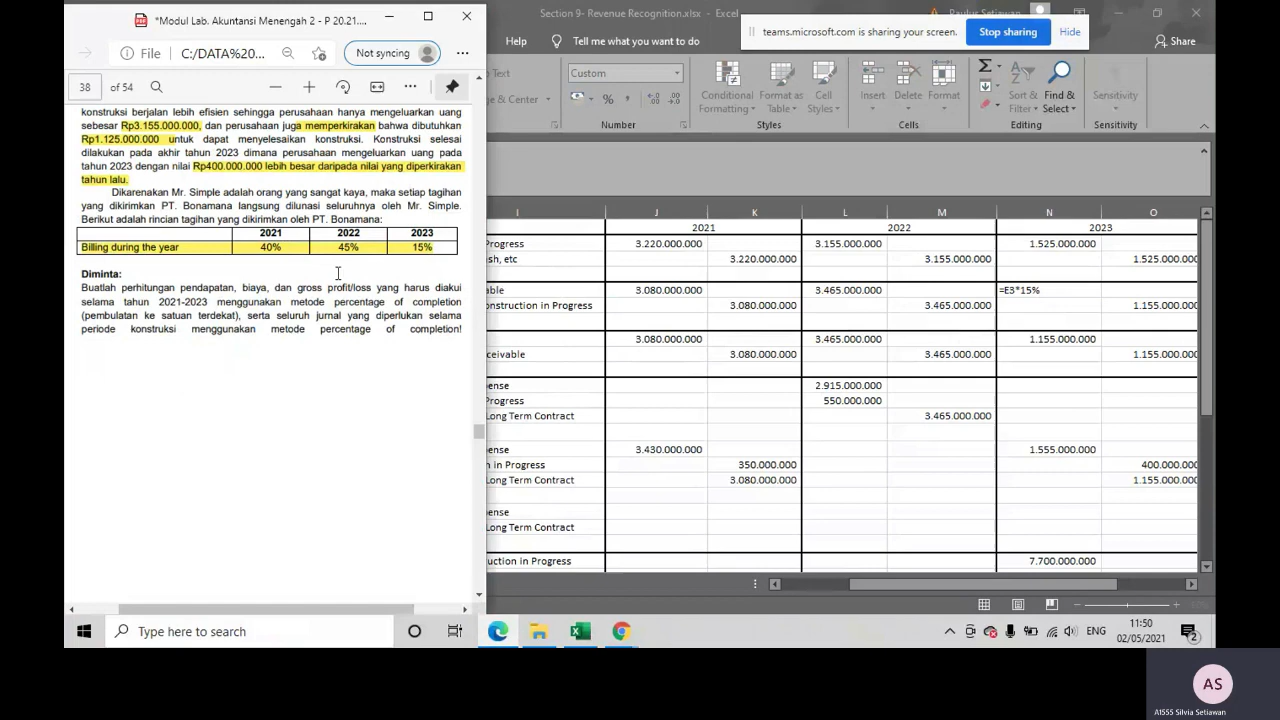 *Modul Lab. Akuntansi Menengah 2 - P 20.21....
Section 9- Revenue Recognition.xlsx - Excel
Paulus Setiawan
teams.microsoft.com is sharing your screen.
Stop sharing
Hide
File
C:/DATA%20...
Not syncing
Help
Tell me what you want to do
Share
38
of 54
Custom
Conditional Formatting
Format as Table
Cell Styles
Insert
Delete
Format
Sort & Filter
Find & Select
Sensitivity
Number
Styles
Cells
Editing
Sensitivity
konstruksi berjalan lebih efisien sehingga perusahaan hanya mengeluarkan uang
sebesar Rp3.155.000.000, dan perusahaan juga memperkirakan bahwa dibutuhkan
Rp1.125.000.000 untuk dapat menyelesaikan konstruksi. Konstruksi selesai
dilakukan pada akhir tahun 2023 dimana perusahaan mengeluarkan uang pada
tahun 2023 dengan nilai Rp400.000.000 lebih besar daripada nilai yang diperkirakan
tahun lalu.
Dikarenakan Mr. Simple adalah orang yang sangat kaya, maka setiap tagihan
yang dikirimkan PT. Bonamana langsung dilunasi seluruhnya oleh Mr. Simple.
Berikut adalah rincian tagihan yang dikirimkan oleh PT. Bonamana:
2021 2022 2023
Billing during the year 40% 45% 15%
Diminta:
Buatlah perhitungan pendapatan, biaya, dan gross profit/loss yang harus diakui
selama tahun 2021-2023 menggunakan metode percentage of completion
(pembulatan ke satuan terdekat), serta seluruh jurnal yang diperlukan selama
periode konstruksi menggunakan metode percentage of completion!
I J K L M N O
2021 2022 2023
Progress 3.220.000.000 3.155.000.000 1.525.000.000
sh, etc 3.220.000.000 3.155.000.000 1.525.000.000
able 3.080.000.000 3.465.000.000 =E3*15%
onstruction in Progress 3.080.000.000 3.465.000.000 1.155.000.000
3.080.000.000 3.465.000.000 1.155.000.000
ceivable 3.080.000.000 3.465.000.000 1.155.000.000
ense 2.915.000.000
Progress 550.000.000
Long Term Contract 3.465.000.000
ense 3.430.000.000 1.555.000.000
n in Progress 350.000.000 400.000.000
Long Term Contract 3.080.000.000 1.155.000.000
ense
Long Term Contract
uction in Progress 7.700.000.000
Type here to search
ENG
11:50
02/05/2021
2
AS
A1555 Silvia Setiawan